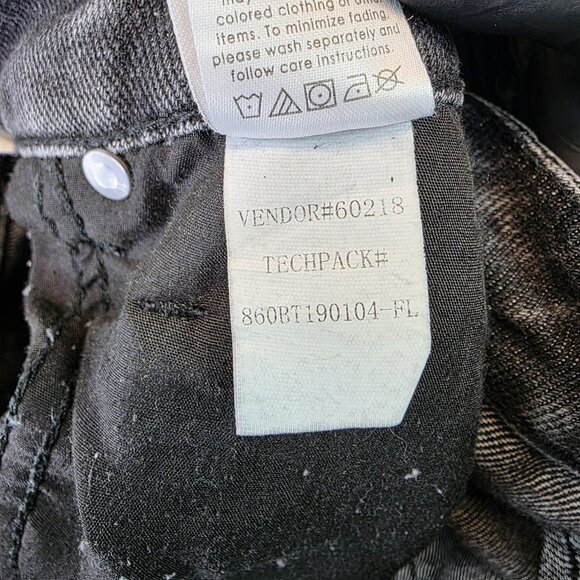 colored clothing or
items. To minimize fading,
please wash separately and
follow care instructions.
VENDOR#60218
TECHPACK#
860BT190104-FL